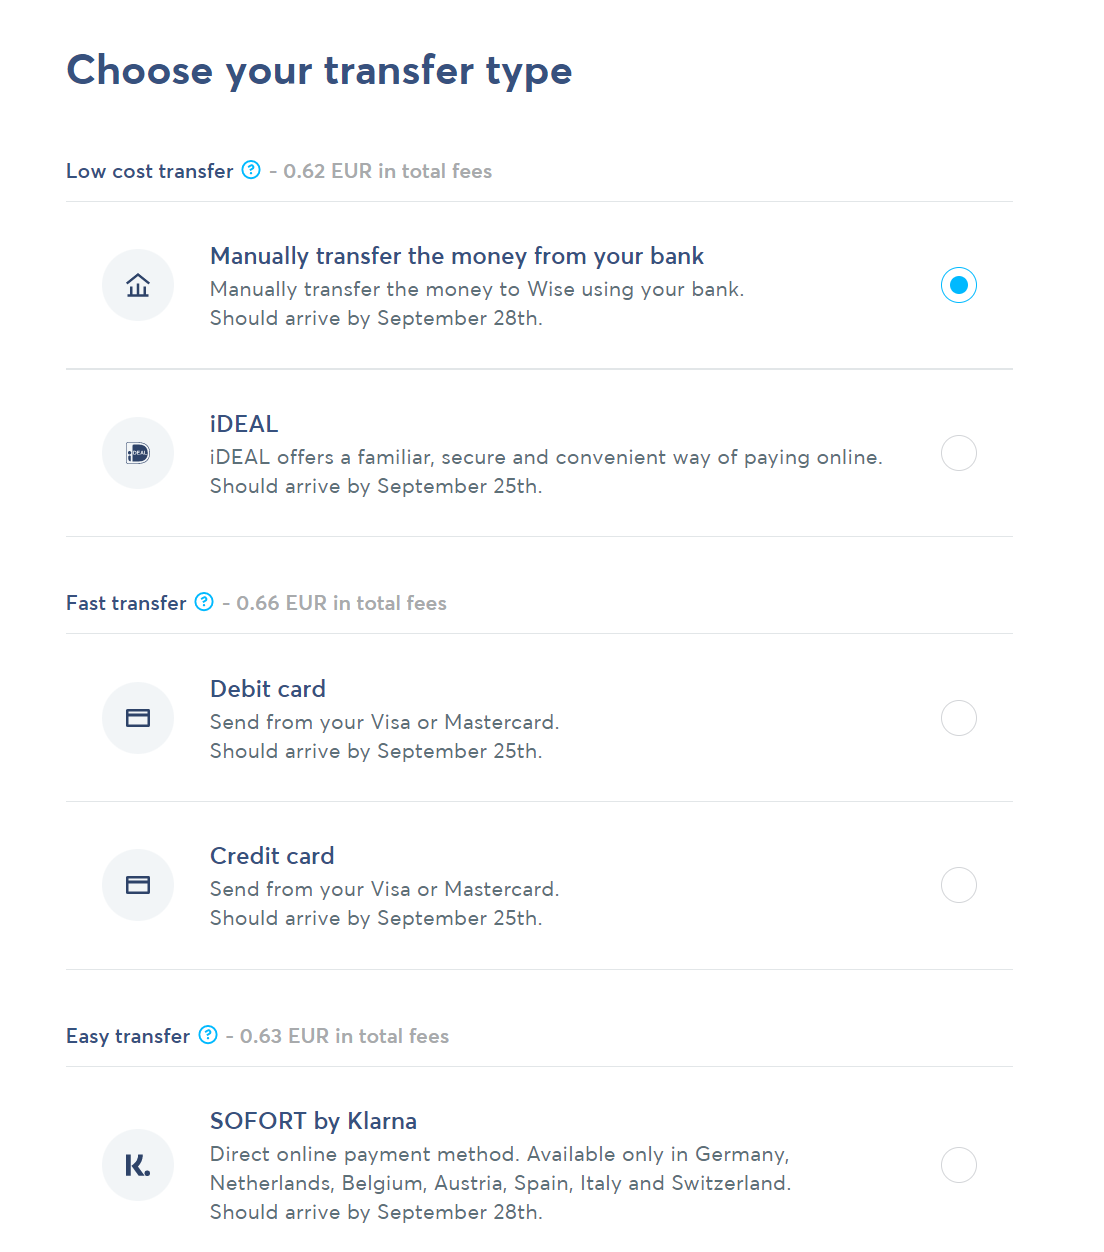 Choose your transfer type
Low cost transfer ? - 0.62 EUR in total fees
Manually transfer the money from your bank
Manually transfer the money to Wise using your bank.
Should arrive by September 28th.
iDEAL
iDEAL
iDEAL offers a familiar, secure and convenient way of paying online.
Should arrive by September 25th.
Fast transfer ? - 0.66 EUR in total fees
Debit card
Send from your Visa or Mastercard.
Should arrive by September 25th.
Credit card
Send from your Visa or Mastercard.
Should arrive by September 25th.
Easy transfer ? - 0.63 EUR in total fees
SOFORT by Klarna
K.
Direct online payment method. Available only in Germany,
Netherlands, Belgium, Austria, Spain, Italy and Switzerland.
Should arrive by September 28th.